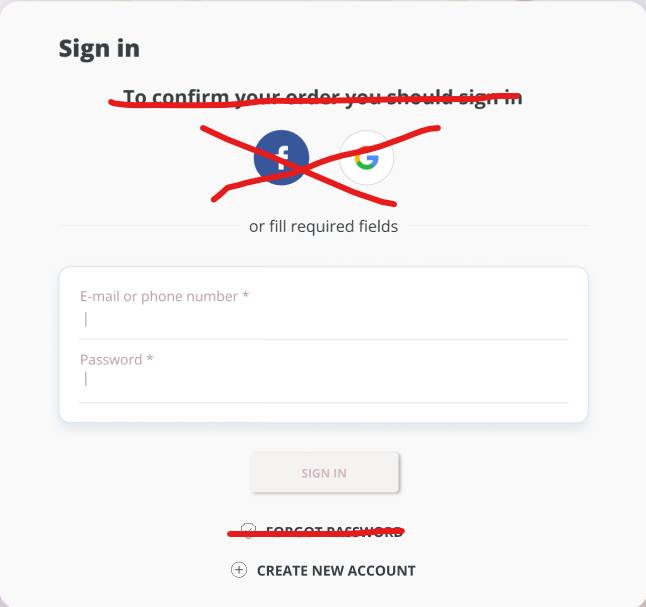 Sign in
To confirm your order you should sign in
f G
or fill required fields
E-mail or phone number *
Password *
SIGN IN
FORGOT PASSWORD
CREATE NEW ACCOUNT